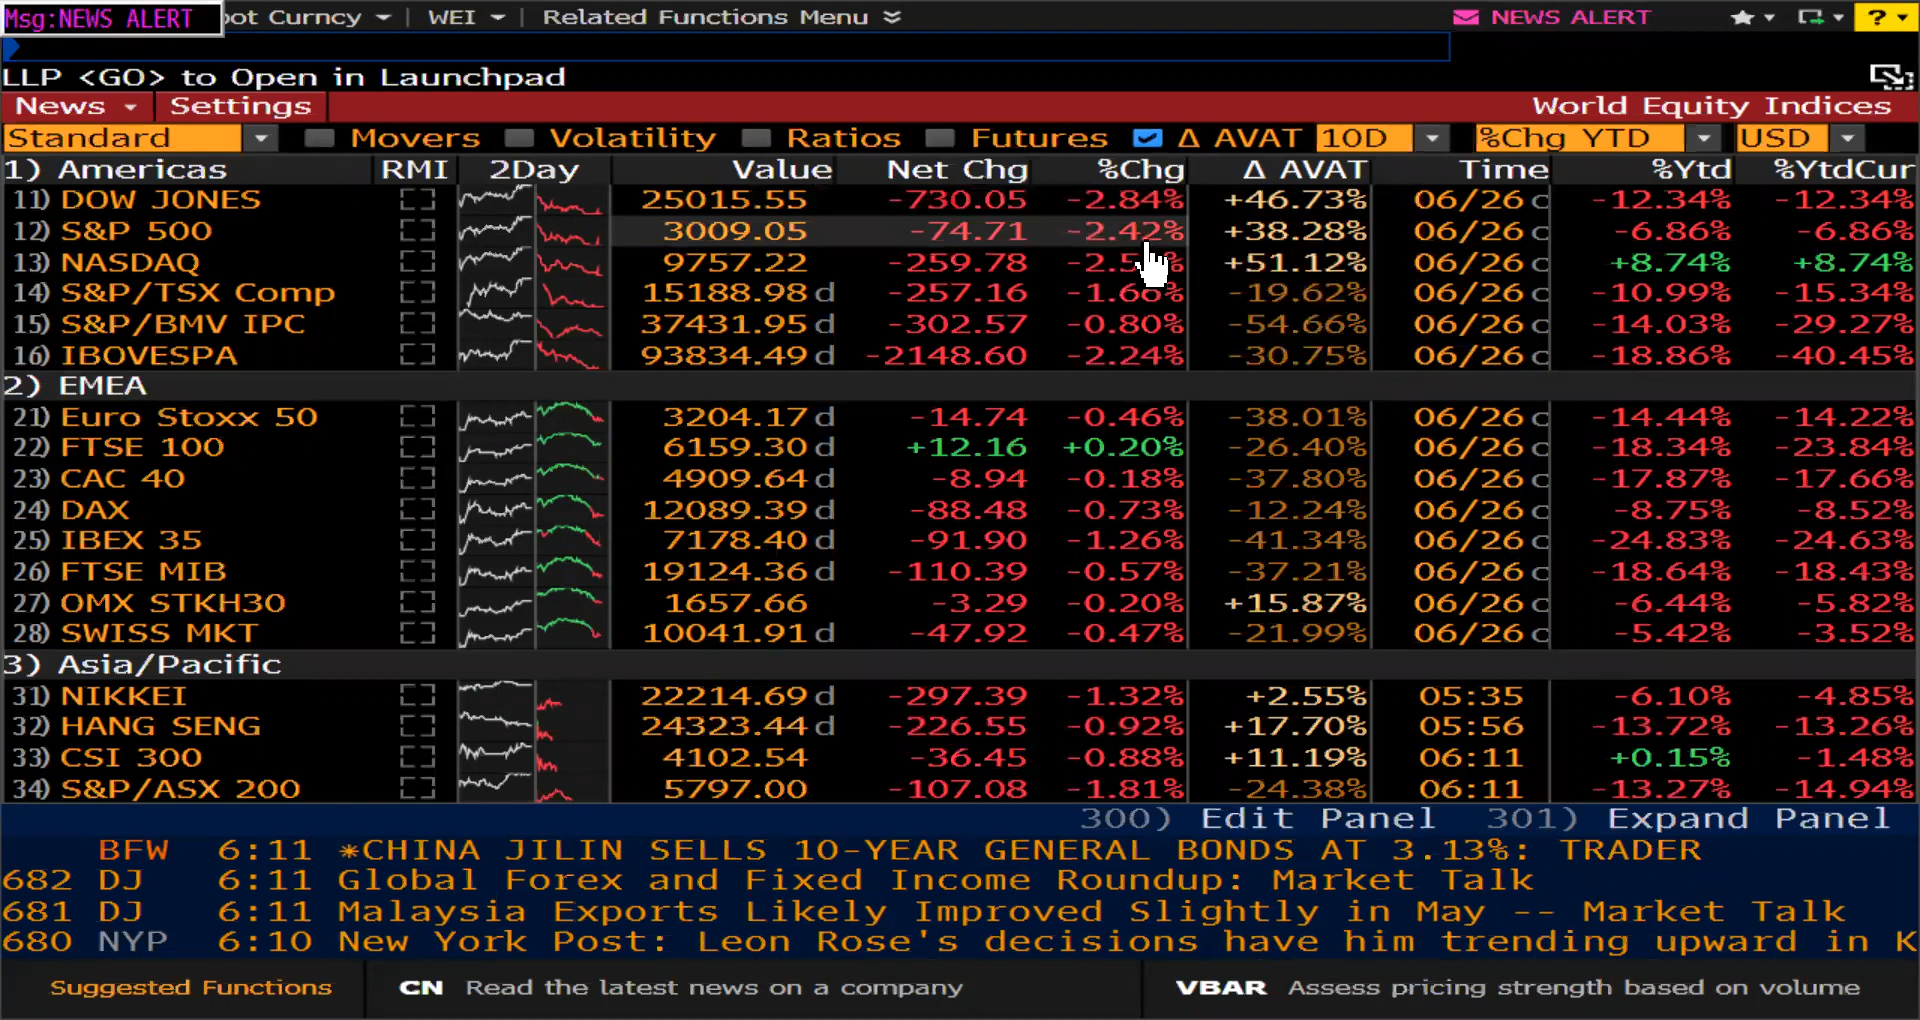 Msg:NEWS ALERT pot Curncy WEI Related Functions Menu NEWS ALERT ?
LLP <GO> to Open in Launchpad
News Settings World Equity Indices
Standard Movers Volatility Ratios Futures Δ AVAT 10D %Chg YTD USD
1) Americas RMI 2Day Value Net Chg %Chg Δ AVAT Time %Ytd %YtdCur
11) DOW JONES 25015.55 -730.05 -2.84% +46.73% 06/26 c -12.34% -12.34%
12) S&P 500 3009.05 -74.71 -2.42% +38.28% 06/26 c -6.86% -6.86%
13) NASDAQ 9757.22 -259.78 +51.12% 06/26 c +8.74% +8.74%
14) S&P/TSX Comp 15188.98 d -257.16 -1.66% -19.62% 06/26 c -10.99% -15.34%
15) S&P/BMV IPC 37431.95 d -302.57 -0.80% -54.66% 06/26 c -14.03% -29.27%
16) IBOVESPA 93834.49 d -2148.60 -2.24% -30.75% 06/26 c -18.86% -40.45%
2) EMEA
21) Euro Stoxx 50 3204.17 d -14.74 -0.46% -38.01% 06/26 c -14.44% -14.22%
22) FTSE 100 6159.30 d +12.16 +0.20% -26.40% 06/26 c -18.34% -23.84%
23) CAC 40 4909.64 d -8.94 -0.18% -37.80% 06/26 c -17.87% -17.66%
24) DAX 12089.39 d -88.48 -0.73% -12.24% 06/26 c -8.75% -8.52%
25) IBEX 35 7178.40 d -91.90 -1.26% -41.34% 06/26 c -24.83% -24.63%
26) FTSE MIB 19124.36 d -110.39 -0.57% -37.21% 06/26 c -18.64% -18.43%
27) OMX STKH30 1657.66 -3.29 -0.20% +15.87% 06/26 c -6.44% -5.82%
28) SWISS MKT 10041.91 d -47.92 -0.47% -21.99% 06/26 c -5.42% -3.52%
3) Asia/Pacific
31) NIKKEI 22214.69 d -297.39 -1.32% +2.55% 05:35 -6.10% -4.85%
32) HANG SENG 24323.44 d -226.55 -0.92% +17.70% 05:56 -13.72% -13.26%
33) CSI 300 4102.54 -36.45 -0.88% +11.19% 06:11 +0.15% -1.48%
34) S&P/ASX 200 5797.00 -107.08 -1.81% -24.38% 06:11 -13.27% -14.94%
300) Edit Panel 301) Expand Panel
BFW 6:11 *CHINA JILIN SELLS 10-YEAR GENERAL BONDS AT 3.13%: TRADER
682 DJ 6:11 Global Forex and Fixed Income Roundup: Market Talk
681 DJ 6:11 Malaysia Exports Likely Improved Slightly in May -- Market Talk
680 NYP 6:10 New York Post: Leon Rose's decisions have him trending upward in K
Suggested Functions CN Read the latest news on a company VBAR Assess pricing strength based on volume